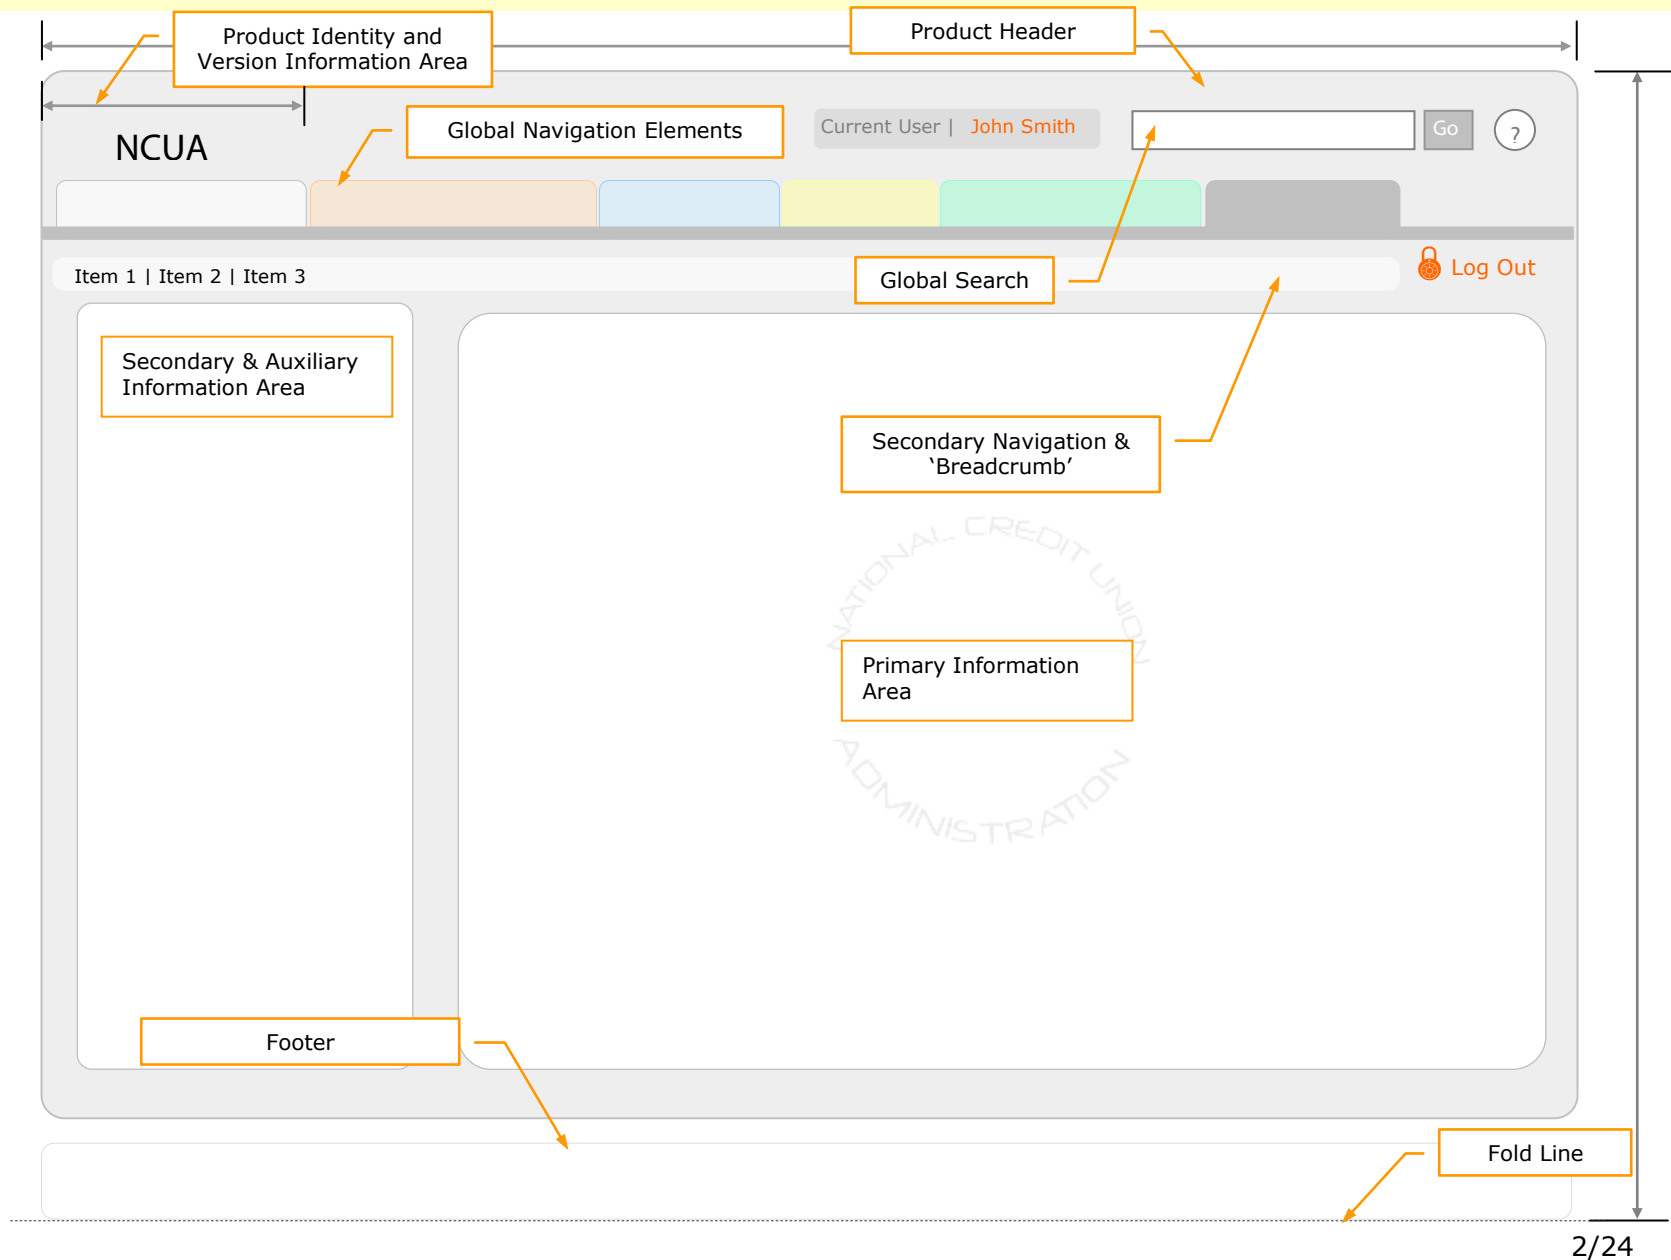 Product Identity and
Version Information Area
Product Header
Global Navigation Elements
Current User | John Smith
Go
?
NCUA
Item 1 | Item 2 | Item 3
Global Search
Log Out
Secondary & Auxiliary
Information Area
Secondary Navigation &
‘Breadcrumb’
NATIONAL CREDIT UNION
Primary Information
Area
ADMINISTRATION
Footer
Fold Line
2/24